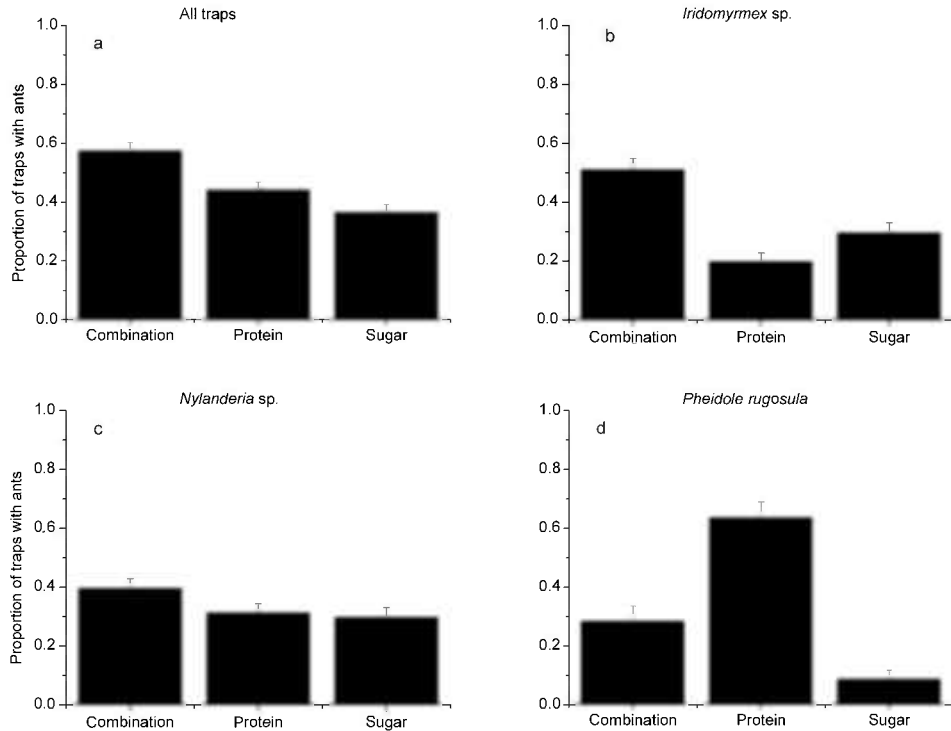 All traps
a
Proportion of traps with ants
1.0
0.8
0.6
0.4
0.2
0.0
Combination Protein Sugar
Iridomyrmex sp.
b
1.0
0.8
0.6
0.4
0.2
0.0
Combination Protein Sugar
Nylanderia sp.
c
Proportion of traps with ants
1.0
0.8
0.6
0.4
0.2
0.0
Combination Protein Sugar
Pheidole rugosula
d
1.0
0.8
0.6
0.4
0.2
0.0
Combination Protein Sugar